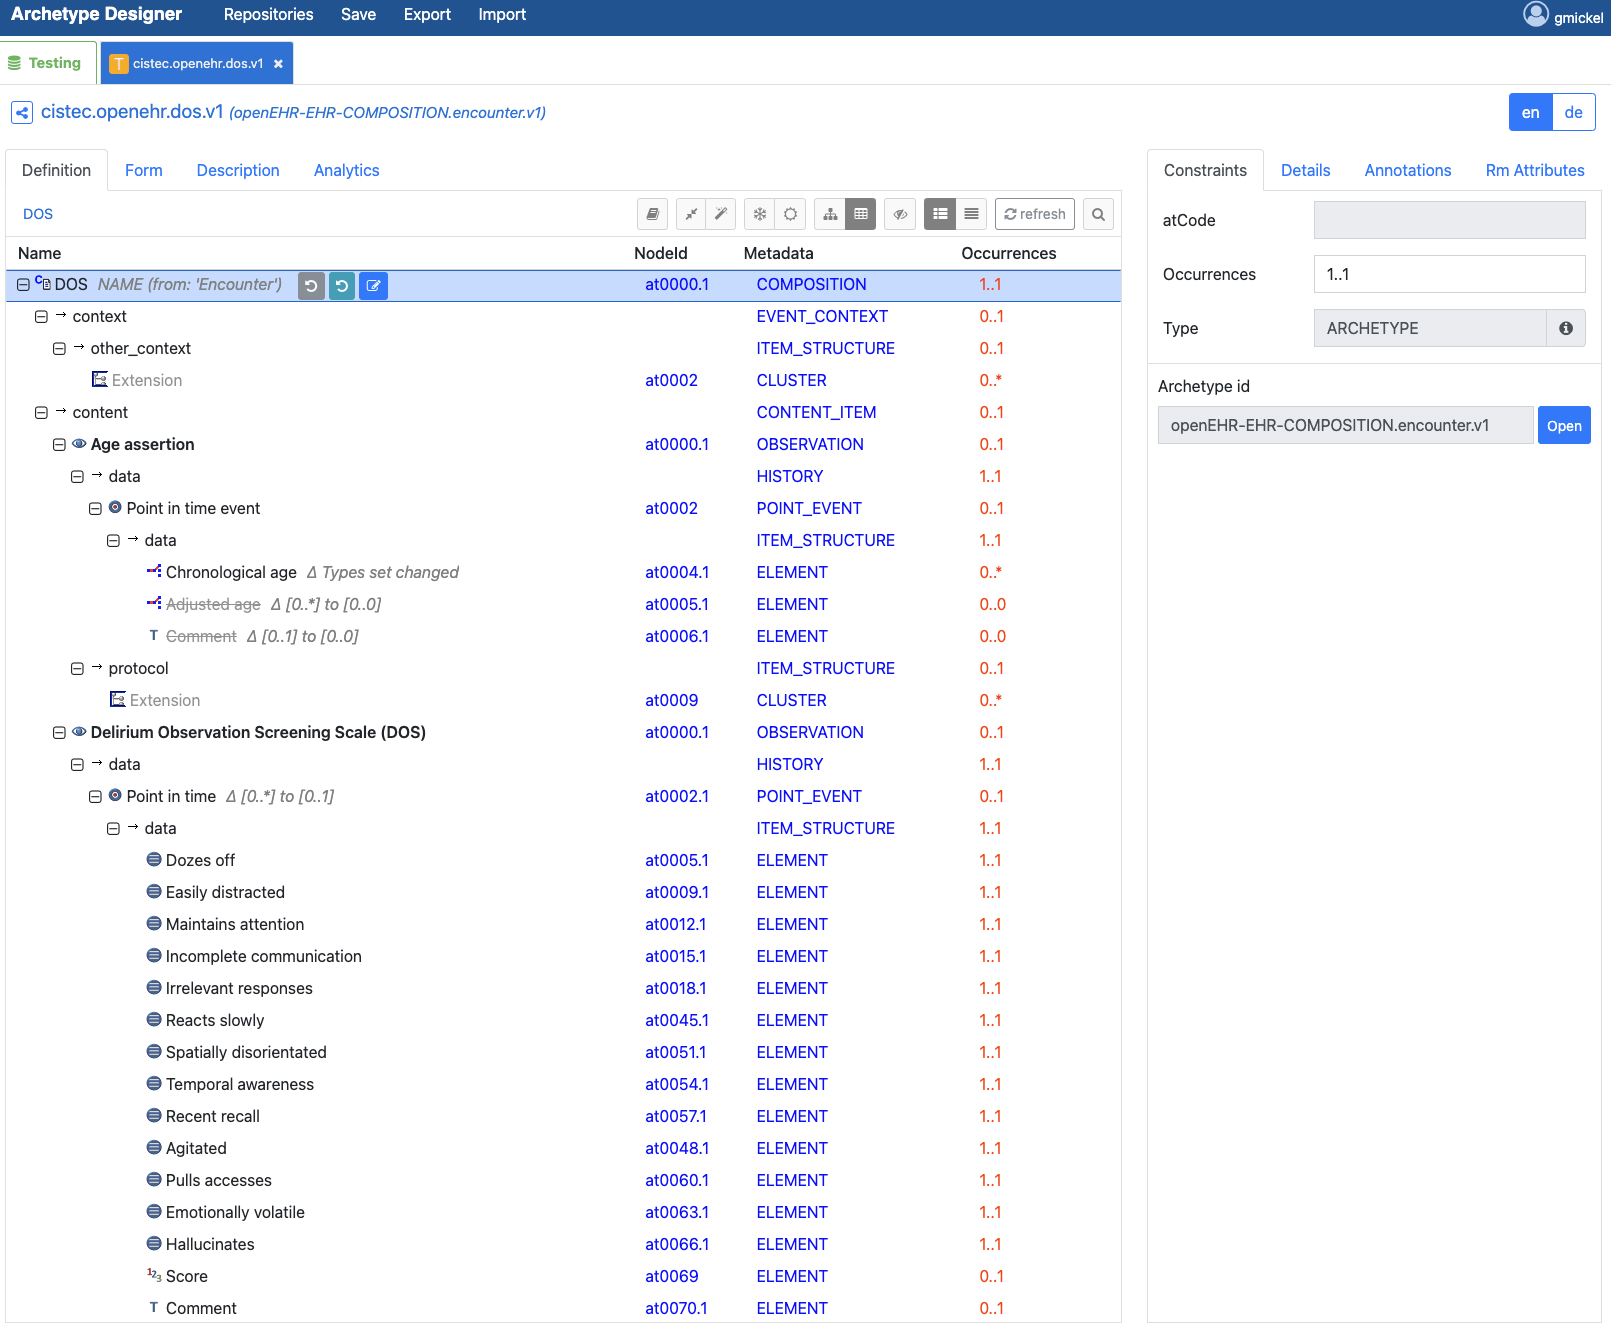 Archetype Designer Repositories Save Export Import gmickel
Testing T cistec.openehr.dos.v1 ×
cistec.openehr.dos.v1 (openEHR-EHR-COMPOSITION.encounter.v1) en de
Definition Form Description Analytics Constraints Details Annotations Rm Attributes
DOS refresh atCode
Name NodeId Metadata Occurrences
DOS NAME (from: 'Encounter') at0000.1 COMPOSITION 1..1 Occurrences 1..1
context EVENT_CONTEXT 0..1 Type ARCHETYPE
other_context ITEM_STRUCTURE 0..1
Extension at0002 CLUSTER 0..* Archetype id
content CONTENT_ITEM 0..1 openEHR-EHR-COMPOSITION.encounter.v1 Open
Age assertion at0000.1 OBSERVATION 0..1
data HISTORY 1..1
Point in time event at0002 POINT_EVENT 0..1
data ITEM_STRUCTURE 1..1
Chronological age Δ Types set changed at0004.1 ELEMENT 0..*
Adjusted age Δ [0..*] to [0..0] at0005.1 ELEMENT 0..0
T Comment Δ [0..1] to [0..0] at0006.1 ELEMENT 0..0
protocol ITEM_STRUCTURE 0..1
Extension at0009 CLUSTER 0..*
Delirium Observation Screening Scale (DOS) at0000.1 OBSERVATION 0..1
data HISTORY 1..1
Point in time Δ [0..*] to [0..1] at0002.1 POINT_EVENT 0..1
data ITEM_STRUCTURE 1..1
Dozes off at0005.1 ELEMENT 1..1
Easily distracted at0009.1 ELEMENT 1..1
Maintains attention at0012.1 ELEMENT 1..1
Incomplete communication at0015.1 ELEMENT 1..1
Irrelevant responses at0018.1 ELEMENT 1..1
Reacts slowly at0045.1 ELEMENT 1..1
Spatially disorientated at0051.1 ELEMENT 1..1
Temporal awareness at0054.1 ELEMENT 1..1
Recent recall at0057.1 ELEMENT 1..1
Agitated at0048.1 ELEMENT 1..1
Pulls accesses at0060.1 ELEMENT 1..1
Emotionally volatile at0063.1 ELEMENT 1..1
Hallucinates at0066.1 ELEMENT 1..1
123 Score at0069 ELEMENT 0..1
T Comment at0070.1 ELEMENT 0..1